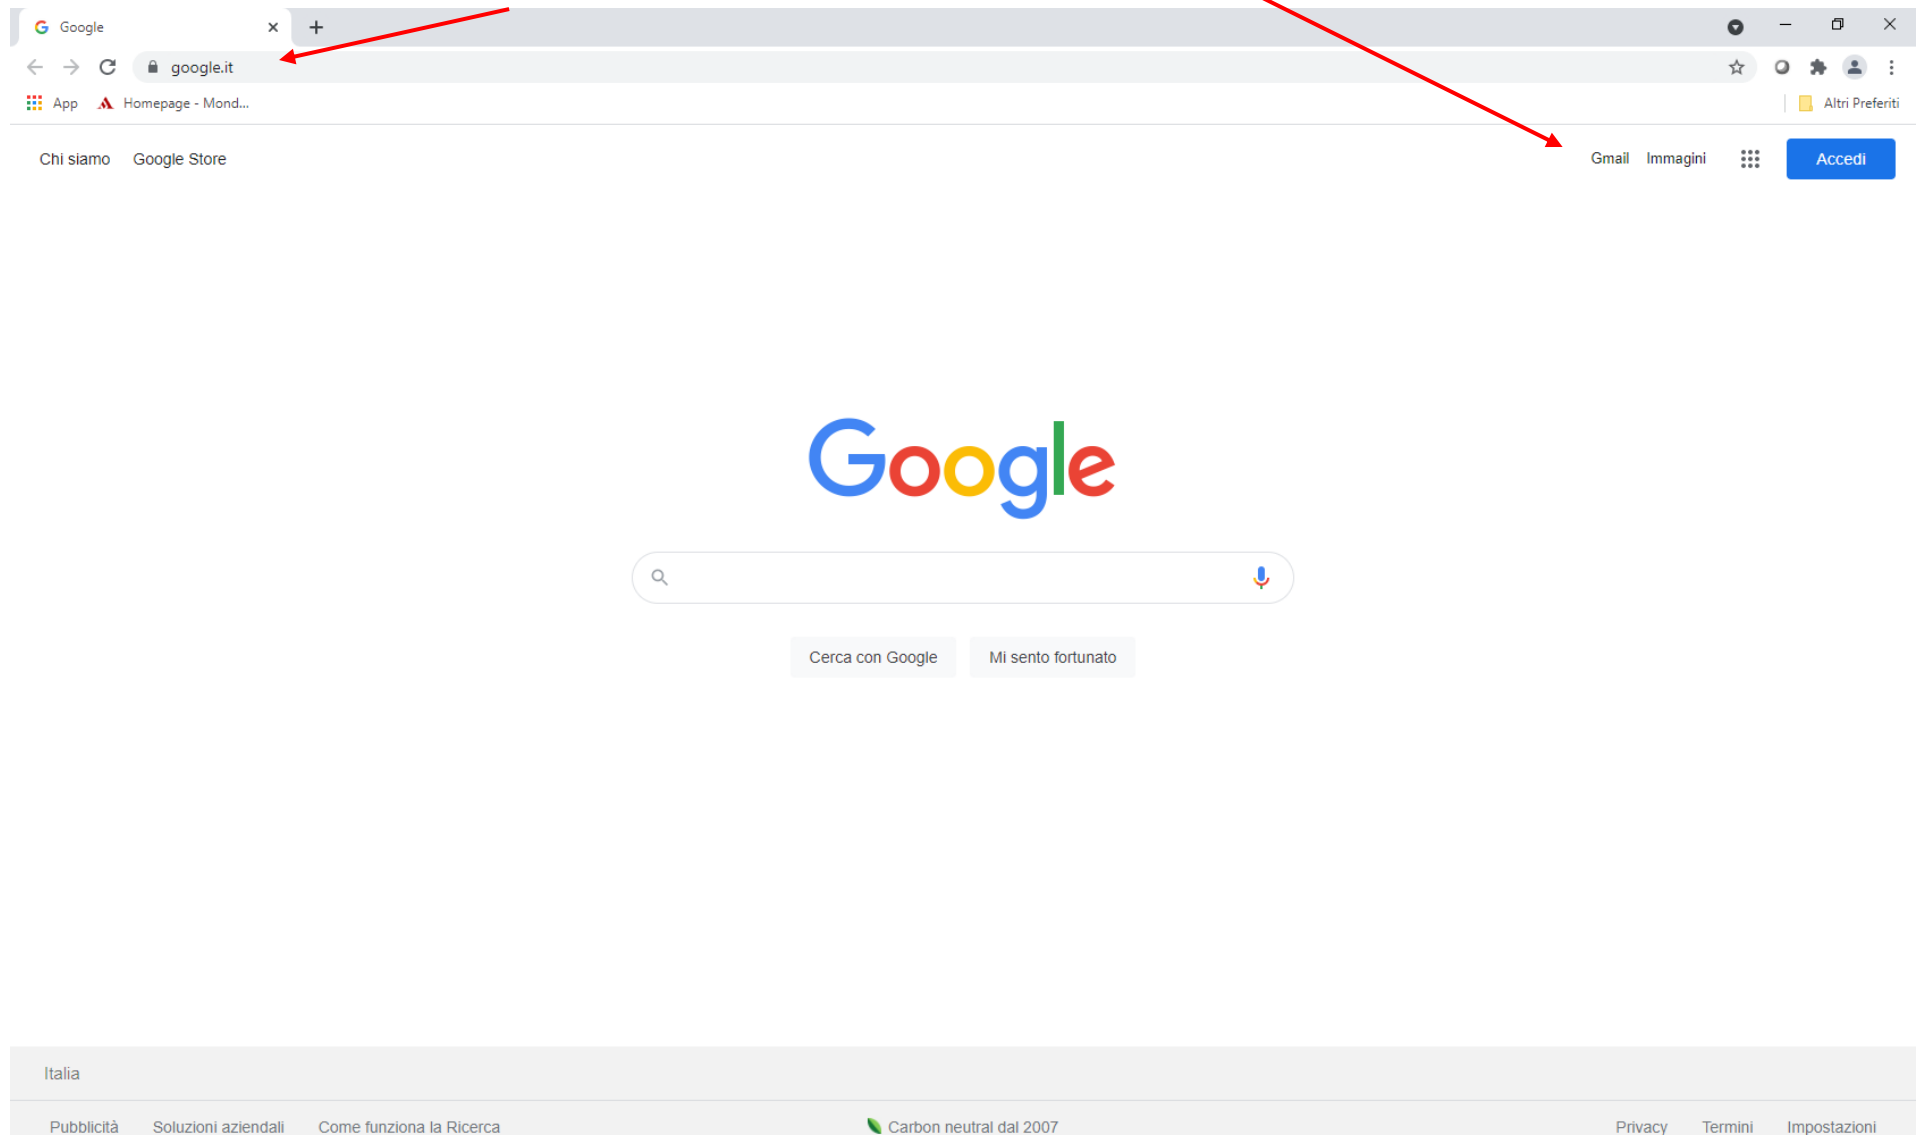 Google
google.it
App Homepage - Mond...
Altri Preferiti
Chi siamo Google Store
Gmail Immagini Accedi
Google
Cerca con Google Mi sento fortunato
Italia
Pubblicità Soluzioni aziendali Come funziona la Ricerca Carbon neutral dal 2007 Privacy Termini Impostazioni